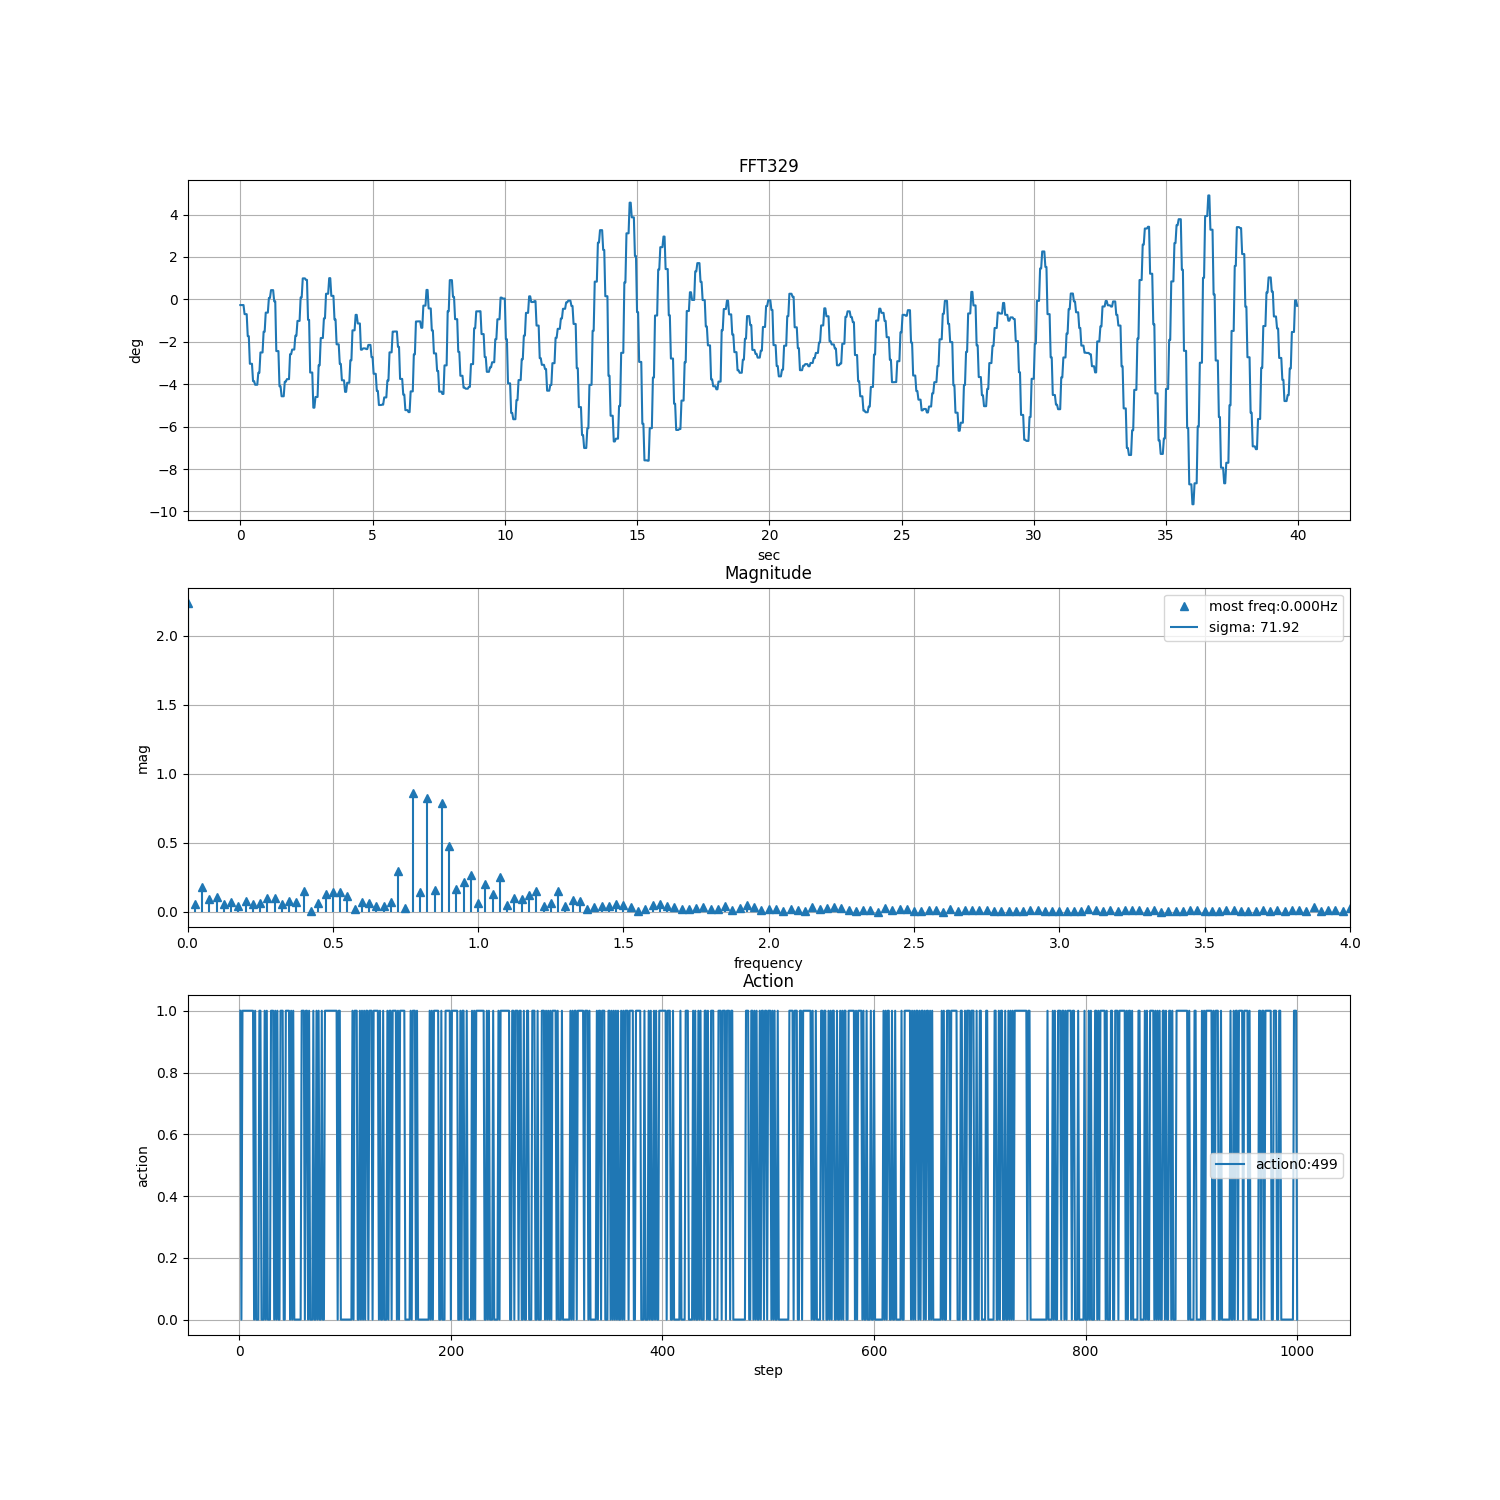 FFT329
4
2
0
−2
−4
−6
−8
−10
deg
0 5 10 15 20 25 30 35 40
sec
Magnitude
most freq:0.000Hz
sigma: 71.92
2.0
1.5
1.0
0.5
0.0
mag
0.0 0.5 1.0 1.5 2.0 2.5 3.0 3.5 4.0
frequency
Action
1.0
0.8
0.6
0.4
0.2
0.0
action
action0:499
0 200 400 600 800 1000
step